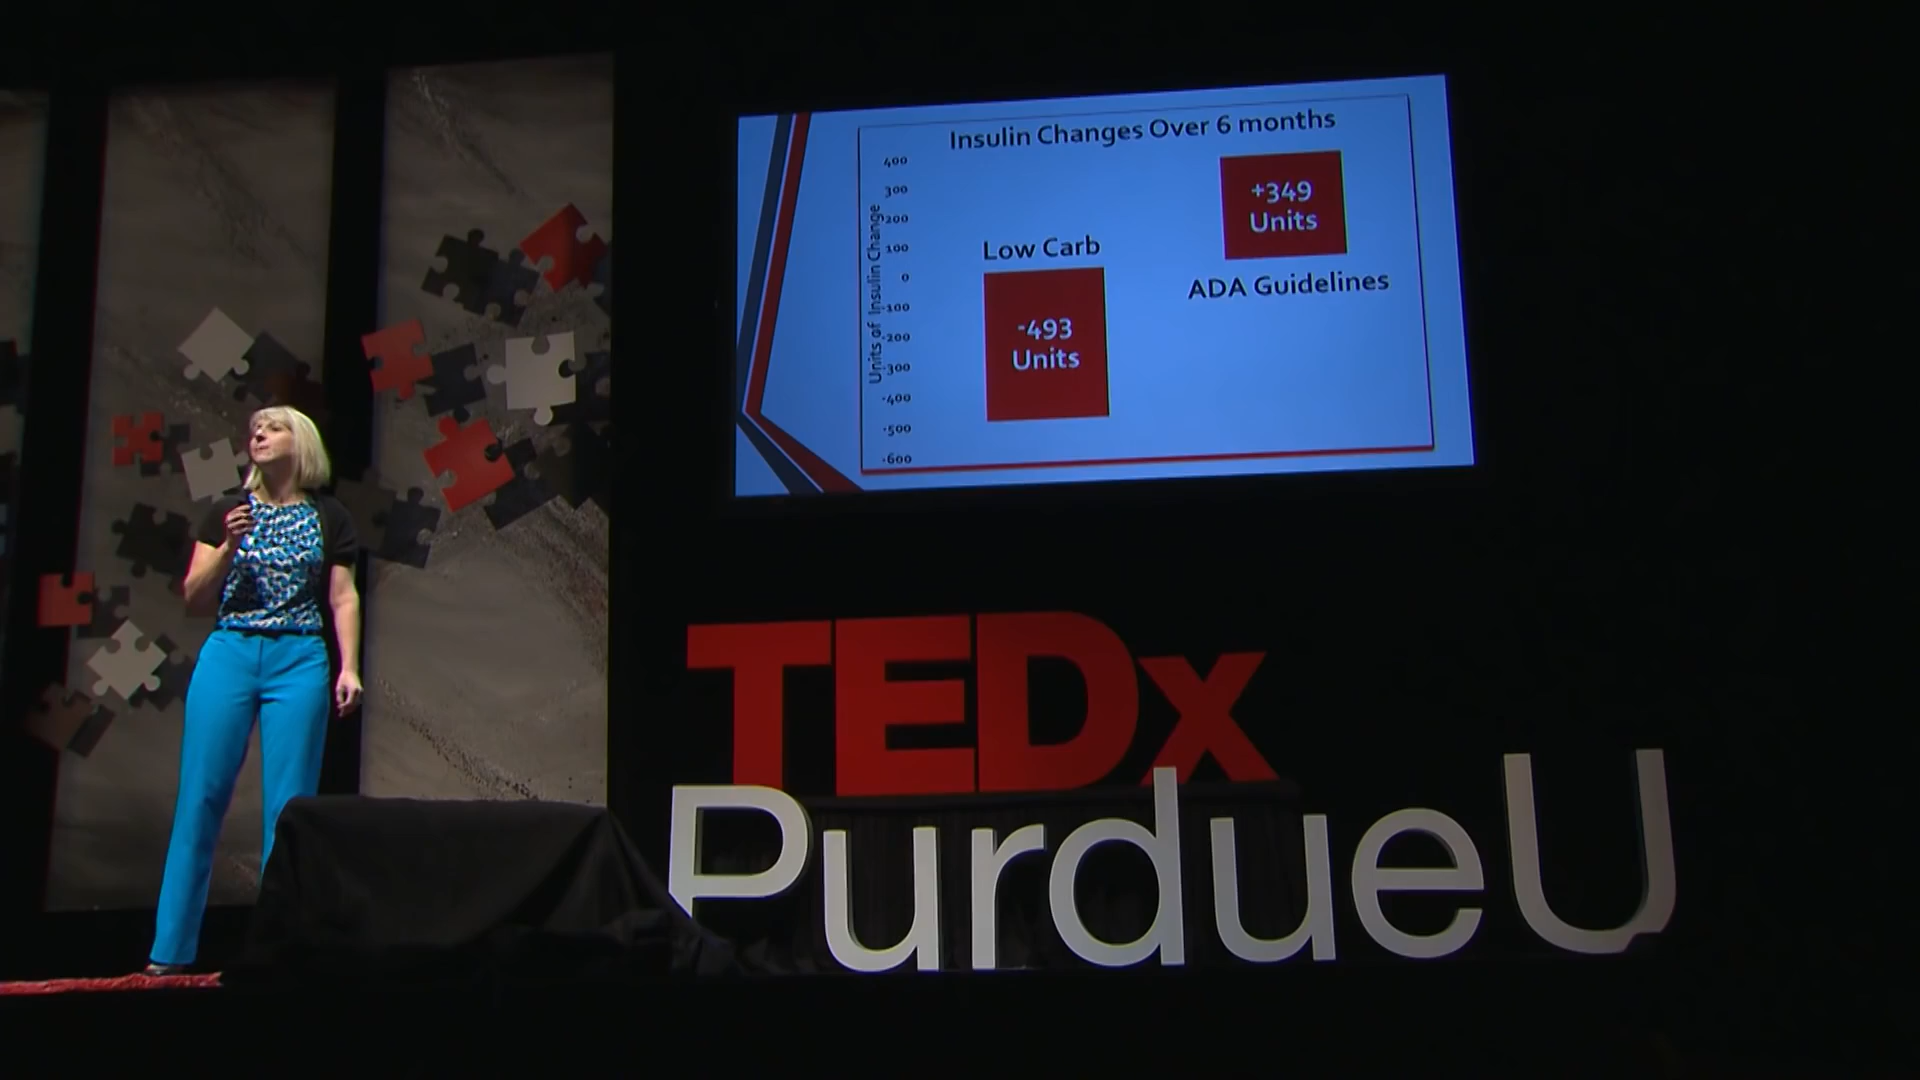 Insulin Changes Over 6 months
Units of Insulin Change
400
300
200
100
0
-100
-200
-300
-400
-500
-600
Low Carb
-493
Units
+349
Units
ADA Guidelines
TEDx
PurdueU